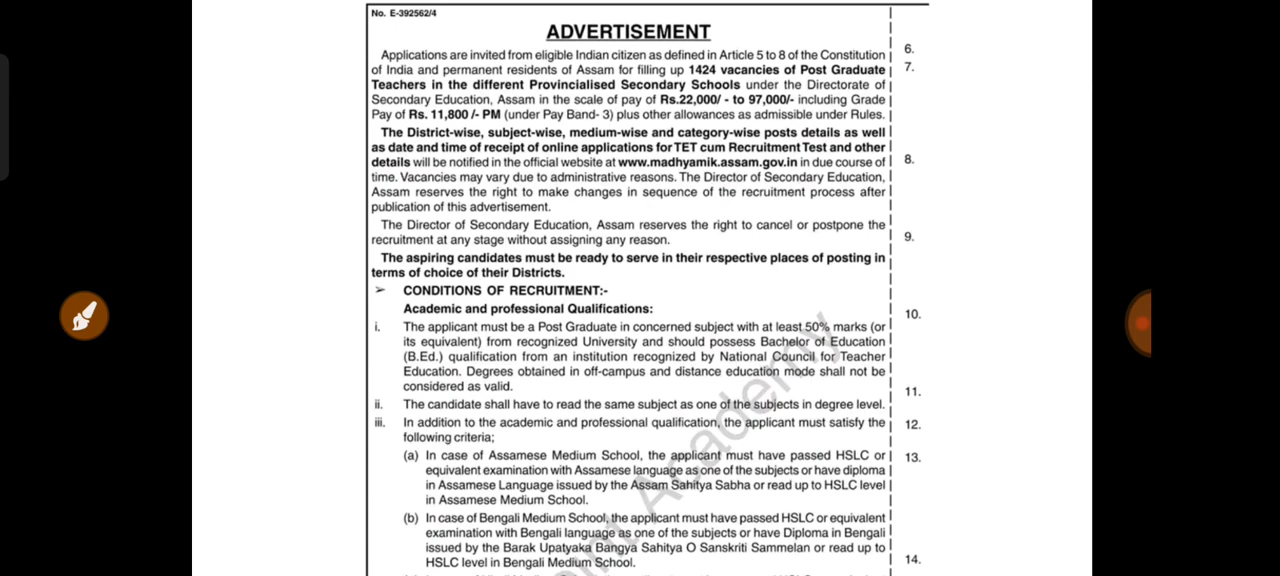 No. E-392562/4
ADVERTISEMENT
Applications are invited from eligible Indian citizen as defined in Article 5 to 8 of the Constitution
of India and permanent residents of Assam for filling up 1424 vacancies of Post Graduate
Teachers in the different Provincialised Secondary Schools under the Directorate of
Secondary Education, Assam in the scale of pay of Rs.22,000/- to 97,000/- including Grade
Pay of Rs. 11,800 /- PM (under Pay Band- 3) plus other allowances as admissible under Rules.
The District-wise, subject-wise, medium-wise and category-wise posts details as well
as date and time of receipt of online applications for TET cum Recruitment Test and other
details will be notified in the official website at www.madhyamik.assam.gov.in in due course of
time. Vacancies may vary due to administrative reasons. The Director of Secondary Education,
Assam reserves the right to make changes in sequence of the recruitment process after
publication of this advertisement.
The Director of Secondary Education, Assam reserves the right to cancel or postpone the
recruitment at any stage without assigning any reason.
The aspiring candidates must be ready to serve in their respective places of posting in
terms of choice of their Districts.
➢ CONDITIONS OF RECRUITMENT:-
Academic and professional Qualifications:
i. The applicant must be a Post Graduate in concerned subject with at least 50% marks (or
its equivalent) from recognized University and should possess Bachelor of Education
(B.Ed.) qualification from an institution recognized by National Council for Teacher
Education. Degrees obtained in off-campus and distance education mode shall not be
considered as valid.
ii. The candidate shall have to read the same subject as one of the subjects in degree level.
iii. In addition to the academic and professional qualification, the applicant must satisfy the
following criteria;
(a) In case of Assamese Medium School, the applicant must have passed HSLC or
equivalent examination with Assamese language as one of the subjects or have diploma
in Assamese Language issued by the Assam Sahitya Sabha or read up to HSLC level
in Assamese Medium School.
(b) In case of Bengali Medium School, the applicant must have passed HSLC or equivalent
examination with Bengali language as one of the subjects or have Diploma in Bengali
issued by the Barak Upatyaka Bangya Sahitya O Sanskriti Sammelan or read up to
HSLC level in Bengali Medium School.
6.
7.
8.
9.
10.
11.
12.
13.
14.
Academy